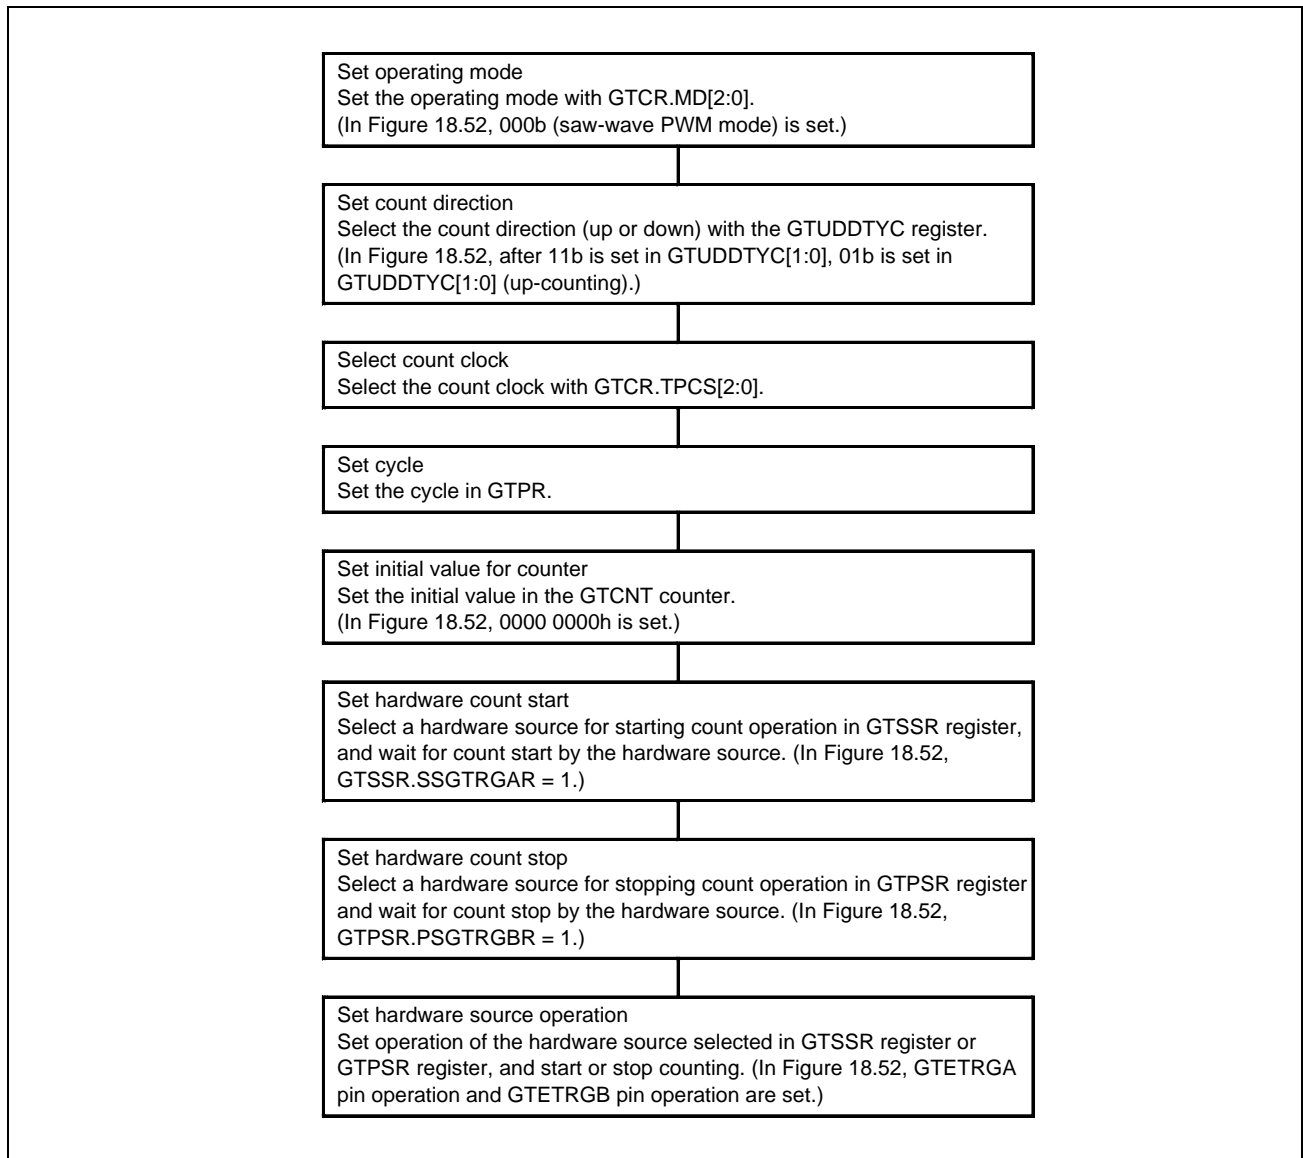 Set operating mode
Set the operating mode with GTCR.MD[2:0].
(In Figure 18.52, 000b (saw-wave PWM mode) is set.)
Set count direction
Select the count direction (up or down) with the GTUDDTYC register.
(In Figure 18.52, after 11b is set in GTUDDTYC[1:0], 01b is set in
GTUDDTYC[1:0] (up-counting).)
Select count clock
Select the count clock with GTCR.TPCS[2:0].
Set cycle
Set the cycle in GTPR.
Set initial value for counter
Set the initial value in the GTCNT counter.
(In Figure 18.52, 0000 0000h is set.)
Set hardware count start
Select a hardware source for starting count operation in GTSSR register,
and wait for count start by the hardware source. (In Figure 18.52,
GTSSR.SSGTRGAR = 1.)
Set hardware count stop
Select a hardware source for stopping count operation in GTPSR register
and wait for count stop by the hardware source. (In Figure 18.52,
GTPSR.PSGTRGBR = 1.)
Set hardware source operation
Set operation of the hardware source selected in GTSSR register or
GTPSR register, and start or stop counting. (In Figure 18.52, GTETRGA
pin operation and GTETRGB pin operation are set.)